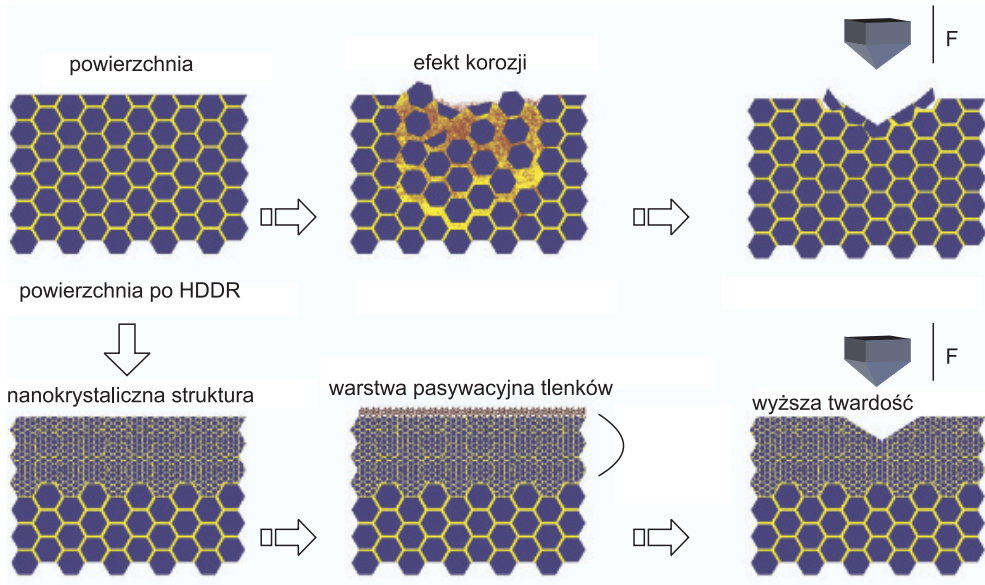 powierzchnia
efekt korozji
F
powierzchnia po HDDR
nanokrystaliczna struktura
warstwa pasywacyjna tlenków
wyższa twardość
F